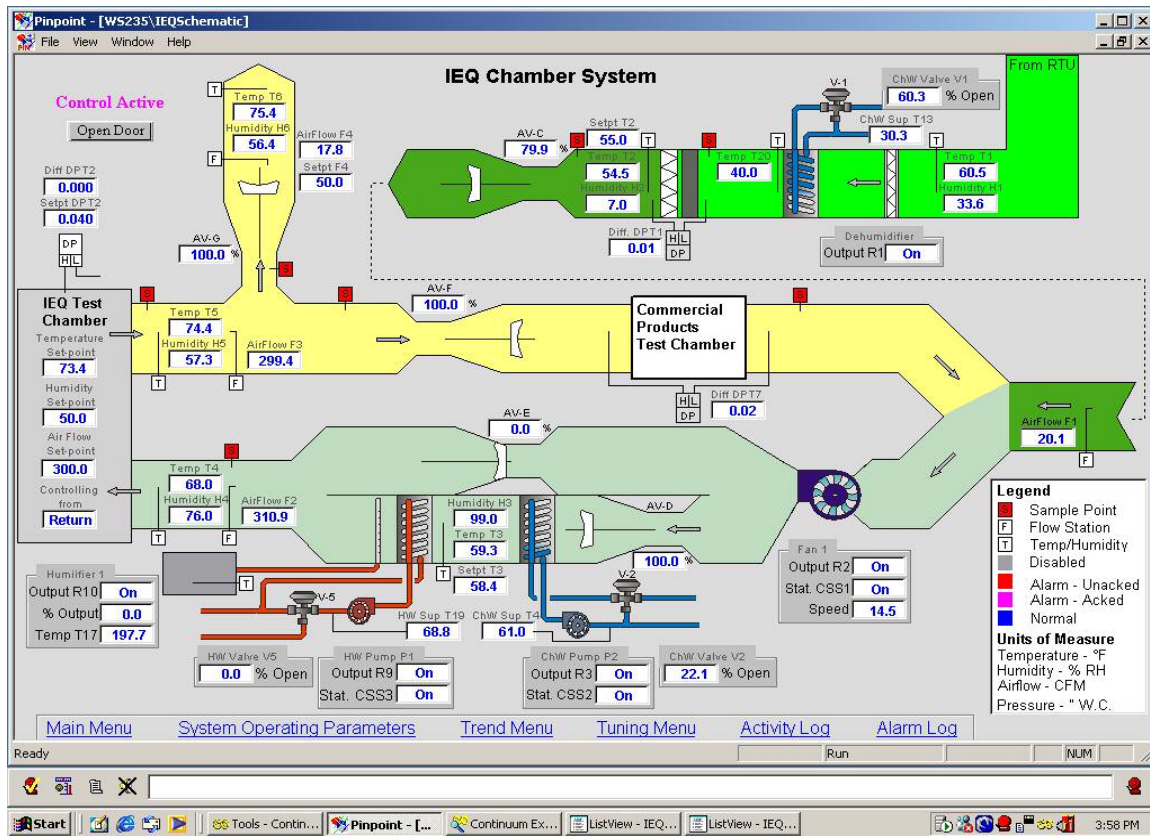 Pinpoint - [WS235\IEQSchematic]
File View Window Help
IEQ Chamber System
From RTU
Control Active
Open Door
Temp T6
75.4
Humidity H6
56.4
AirFlow F4
17.8
Setpt F4
50.0
AV-G
100.0 %
Diff DPT2
0.000
Setpt DPT2
0.040
DP
H L
AV-C
79.9 %
Setpt T2
55.0
Temp T2
54.5
Humidity H2
7.0
Temp T20
40.0
V-1
ChW Valve V1
60.3 % Open
ChW Sup T13
30.3
Temp T1
60.5
Humidity H1
33.6
Diff. DPT1
0.01
H L
DP
Dehumidifier
Output R1 On
IEQ Test
Chamber
Temperature
Set-point
73.4
Humidity
Set-point
50.0
Air Flow
Set-point
300.0
Controlling
from
Return
Temp T5
74.4
Humidity H5
57.3
AirFlow F3
299.4
AV-F
100.0 %
Commercial
Products
Test Chamber
H L
DP
Diff DPT7
0.02
AirFlow F1
20.1
AV-E
0.0 %
Temp T4
68.0
Humidity H4
76.0
AirFlow F2
310.9
Humidity H3
99.0
Temp T3
59.3
Setpt T3
58.4
AV-D
100.0 %
V-2
V-5
HW Sup T19
68.8
ChW Sup T4
61.0
Humiifier 1
Output R10 On
% Output 0.0
Temp T17 197.7
Fan 1
Output R2 On
Stat. CSS1 On
Speed 14.5
HW Valve V5
0.0 % Open
HW Pump P1
Output R9 On
Stat. CSS3 On
ChW Pump P2
Output R3 On
Stat. CSS2 On
ChW Valve V2
22.1 % Open
Legend
S Sample Point
F Flow Station
T Temp/Humidity
Disabled
Alarm - Unacked
Alarm - Acked
Normal
Units of Measure
Temperature - °F
Humidity - % RH
Airflow - CFM
Pressure - " W.C.
Main Menu System Operating Parameters Trend Menu Tuning Menu Activity Log Alarm Log
Ready Run NUM
Start Tools - Contin... Pinpoint - [... Continuum Ex... ListView - IEQ... ListView - IEQ... 3:58 PM